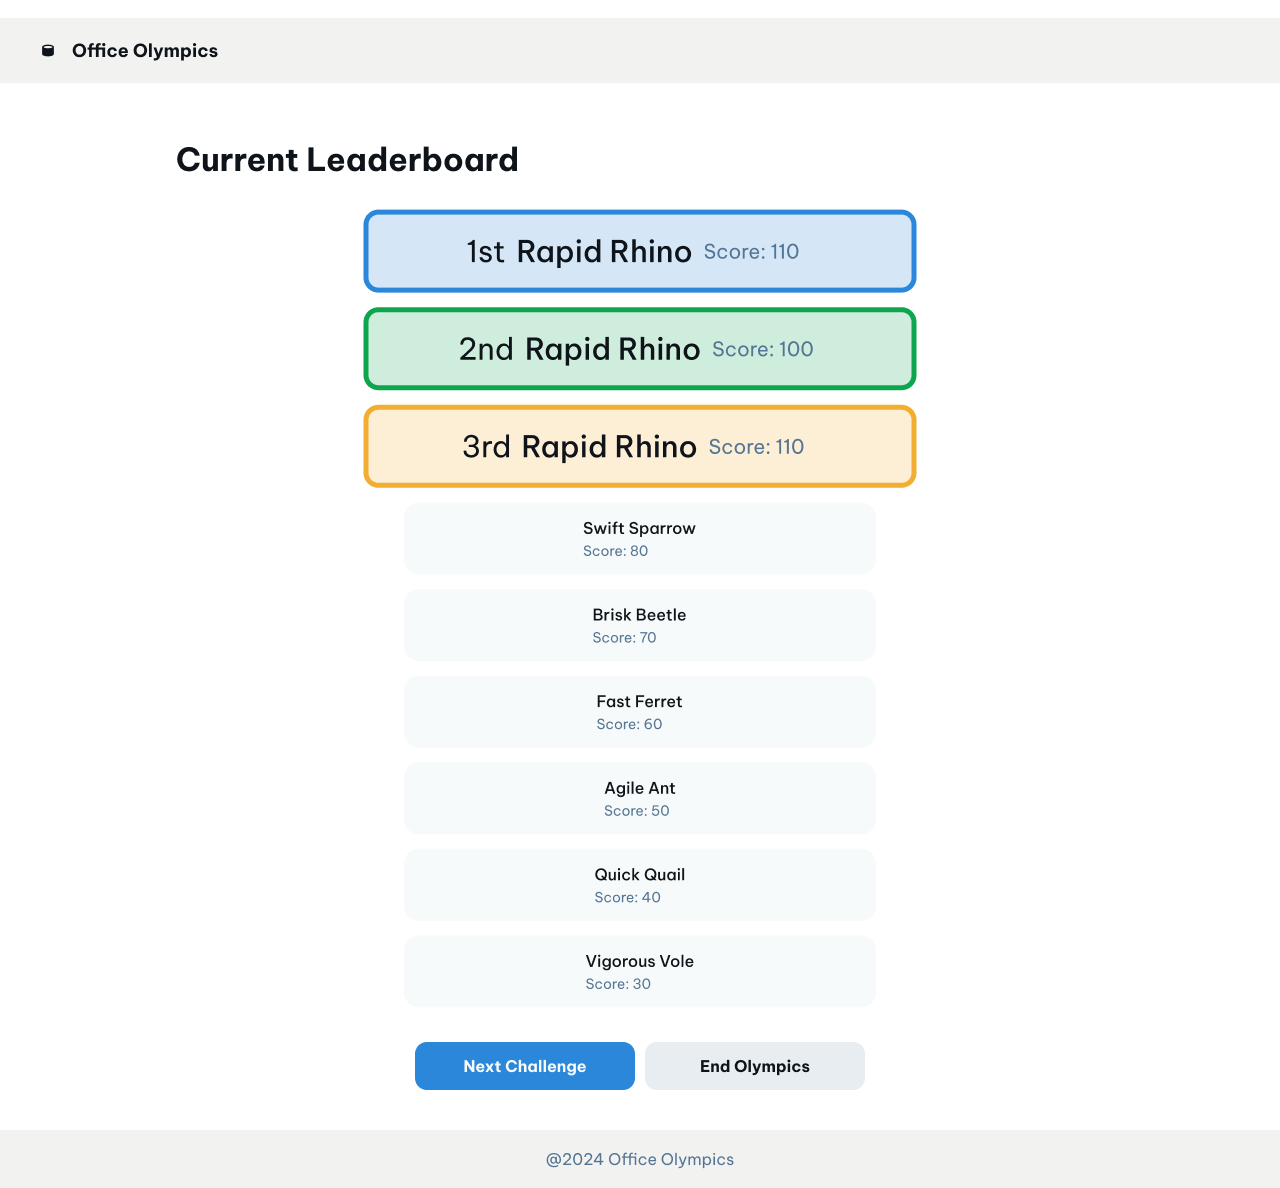 Office Olympics
Current Leaderboard
1st Rapid Rhino Score: 110
2nd Rapid Rhino Score: 100
3rd Rapid Rhino Score: 110
Swift Sparrow
Score: 80
Brisk Beetle
Score: 70
Fast Ferret
Score: 60
Agile Ant
Score: 50
Quick Quail
Score: 40
Vigorous Vole
Score: 30
Next Challenge End Olympics
@2024 Office Olympics